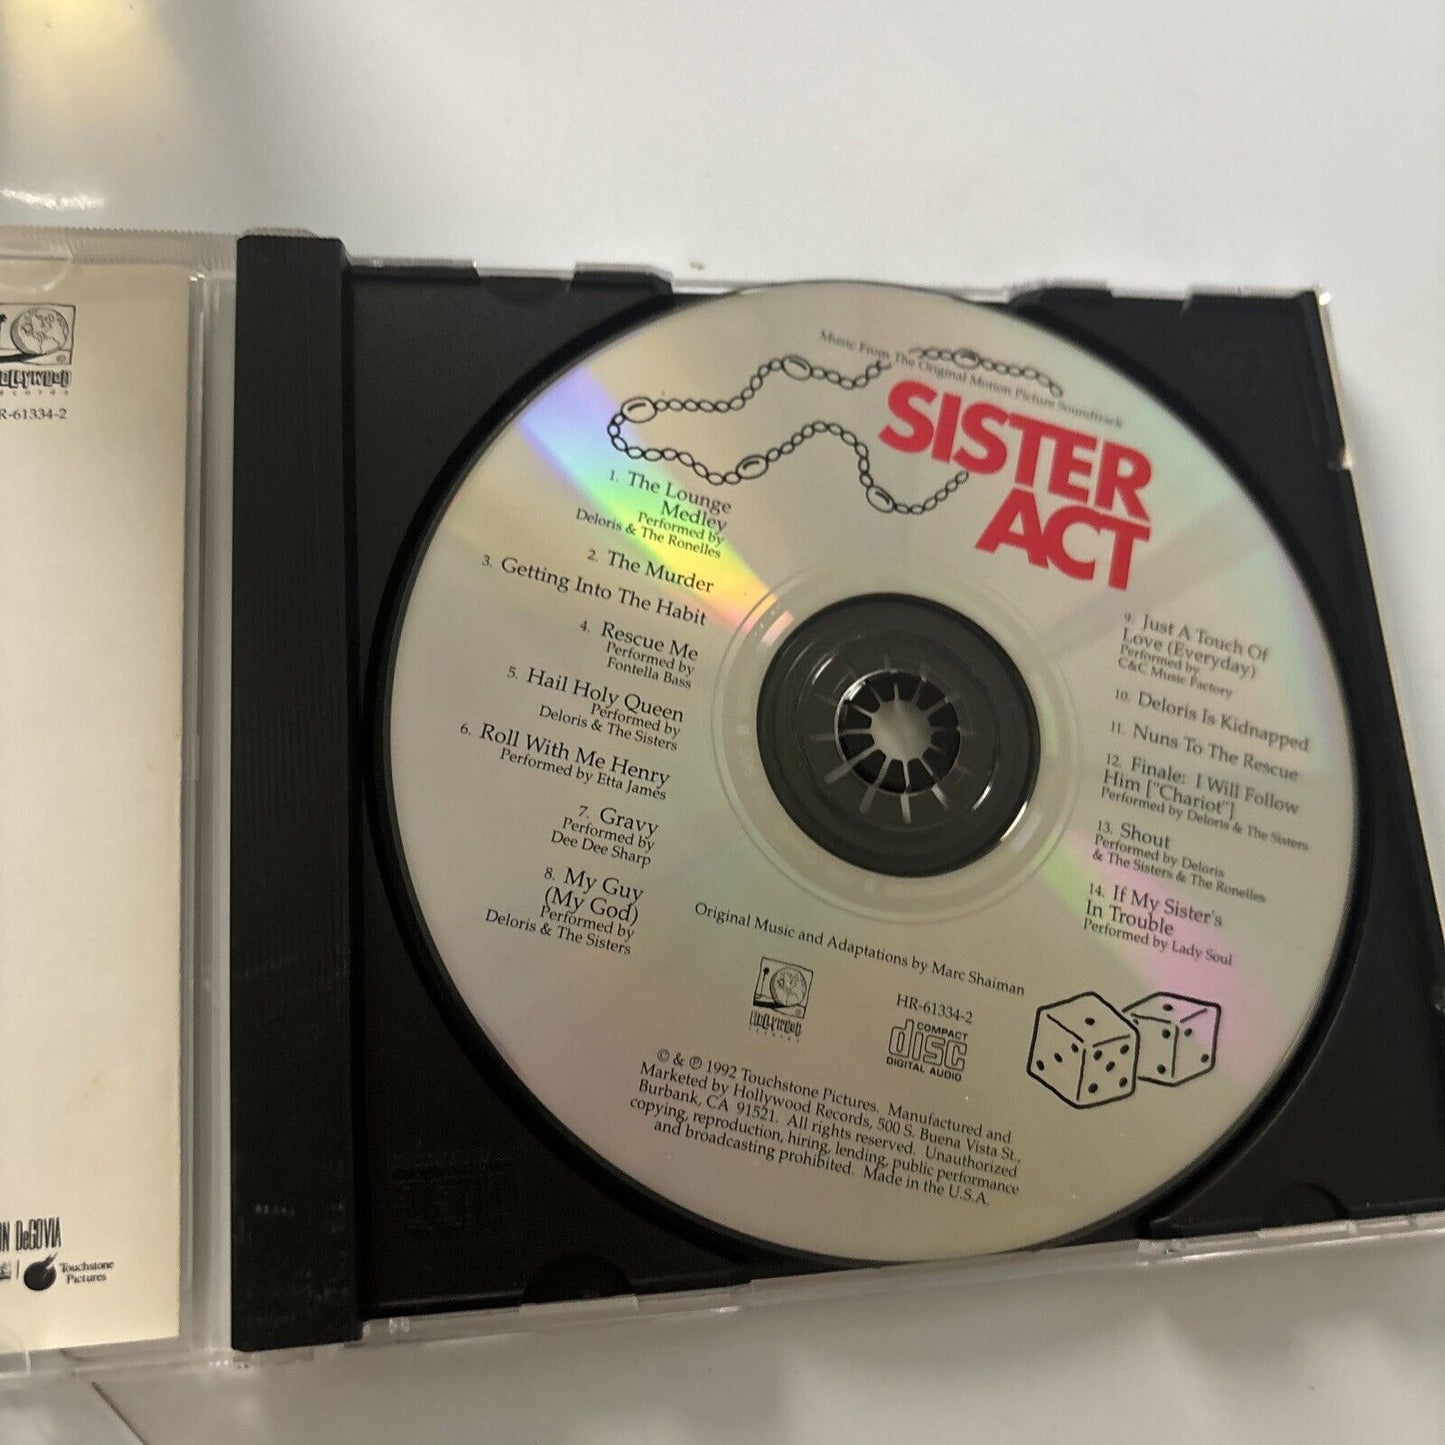 HOLLYWOOD
records
R-61334-2
N DeGOVIA
Touchstone
Pictures
Music From The Original Motion Picture Soundtrack
SISTER
ACT
1. The Lounge
Medley
Performed by
Deloris & The Ronelles
2. The Murder
3. Getting Into The Habit
4. Rescue Me
Performed by
Fontella Bass
5. Hail Holy Queen
Performed by
Deloris & The Sisters
6. Roll With Me Henry
Performed by Etta James
7. Gravy
Performed by
Dee Dee Sharp
8. My Guy
(My God)
Performed by
Deloris & The Sisters
9. Just A Touch Of
Love (Everyday)
Performed by
C&C Music Factory
10. Deloris Is Kidnapped
11. Nuns To The Rescue
12. Finale: I Will Follow
Him ["Chariot"]
Performed by Deloris & The Sisters
13. Shout
Performed by Deloris
& The Sisters & The Ronelles
14. If My Sister's
In Trouble
Performed by Lady Soul
Original Music and Adaptations by Marc Shaiman
HOLLYWOOD
records
HR-61334-2
COMPACT
disc
DIGITAL AUDIO
© & ℗ 1992 Touchstone Pictures. Manufactured and
Marketed by Hollywood Records, 500 S. Buena Vista St.,
Burbank, CA 91521. All rights reserved. Unauthorized
copying, reproduction, hiring, lending, public performance
and broadcasting prohibited. Made in the U.S.A.